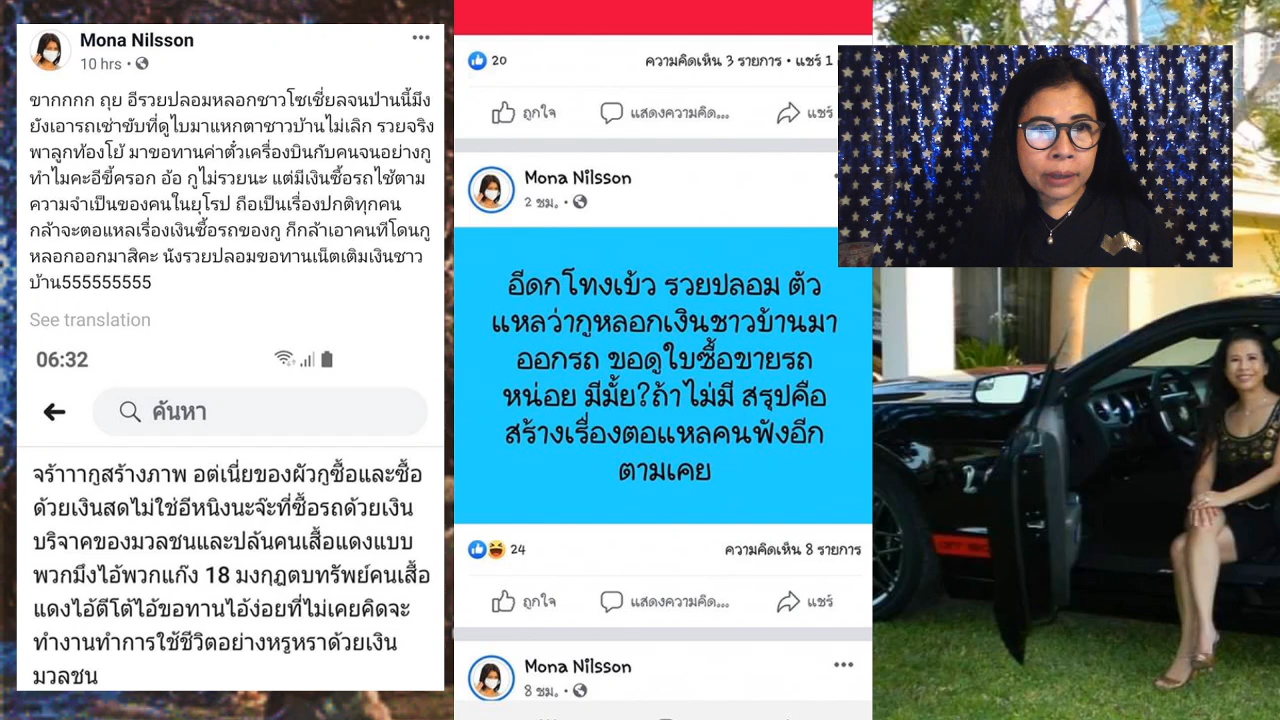 Mona Nilsson
10 hrs
ขากกกก ถุย อีรวยปลอมหลอกชาวโซเชี่ยลจนป่านนี้มึง
ยังเอารถเช่าขับที่ดูไบมาแหกตาชาวบ้านไม่เลิก รวยจริง
พาลูกท้องโย้ มาขอทานค่าตั๋วเครื่องบินกับคนจนอย่างกู
ทำไมคะอีขี้ครอก อ้อ กูไม่รวยนะ แต่มีเงินซื้อรถใช้ตาม
ความจำเป็นของคนในยุโรป ถือเป็นเรื่องปกติทุกคน
กล้าจะตอแหลเรื่องเงินซื้อรถของกู ก็กล้าเอาคนที่โดนกู
หลอกออกมาสิคะ นังรวยปลอมขอทานเน็ตเติมเงินชาว
บ้าน555555555
See translation
06:32
ค้นหา
จร้าาากูสร้างภาพ อต่เนี่ยของผัวกูซื้อและซื้อ
ด้วยเงินสดไม่ใช่อีหนิงนะจ๊ะที่ซื้อรถด้วยเงิน
บริจาคของมวลชนและปล้นคนเสื้อแดงแบบ
พวกมึงไอ้พวกแก๊ง 18 มงกุฎตบทรัพย์คนเสื้อ
แดงไอ้ตีโต้ไอ้ขอทานไอ้ง่อยที่ไม่เคยคิดจะ
ทำงานทำการใช้ชีวิตอย่างหรูหราด้วยเงิน
มวลชน
20
ความคิดเห็น 3 รายการ • แชร์ 1
ถูกใจ
แสดงความคิด...
แชร์
Mona Nilsson
2 ชม.
อีดกโทงเบ้ว รวยปลอม ตัว
แหลว่ากูหลอกเงินชาวบ้านมา
ออกรถ ขอดูใบซื้อขายรถ
หน่อย มีมั้ย?ถ้าไม่มี สรุปคือ
สร้างเรื่องตอแหลคนฟังอีก
ตามเคย
24
ความคิดเห็น 8 รายการ
ถูกใจ
แสดงความคิด...
แชร์
Mona Nilsson
8 ชม.